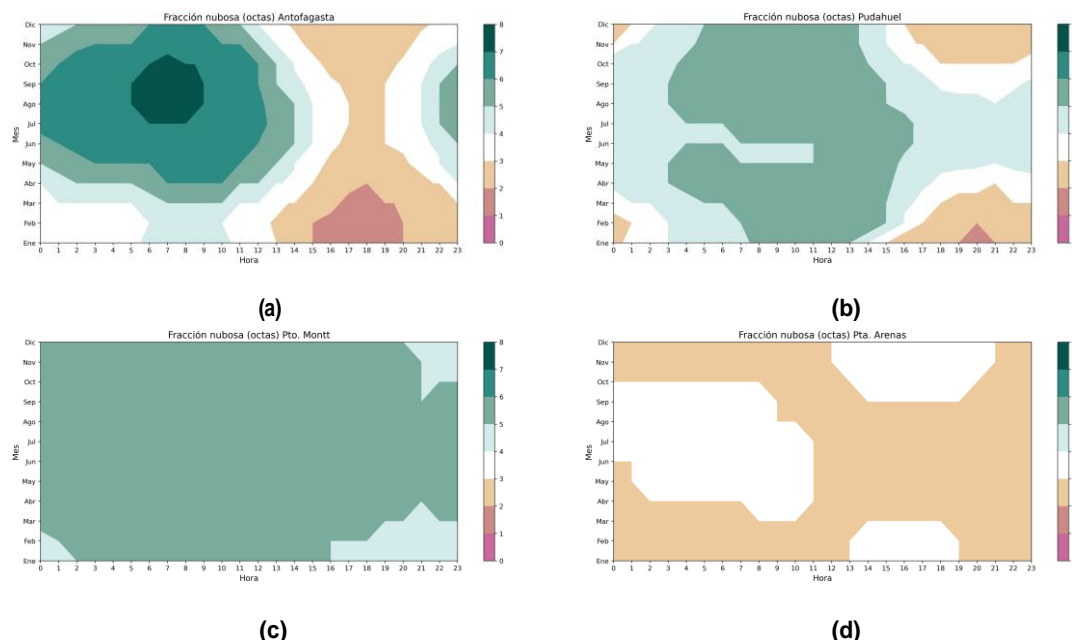 Fracción nubosa (octas) Antofagasta
Mes
Dic
Nov
Oct
Sep
Ago
Jul
Jun
May
Abr
Mar
Feb
Ene
0 1 2 3 4 5 6 7 8 9 10 11 12 13 14 15 16 17 18 19 20 21 22 23
Hora
8
7
6
5
4
3
2
1
0
(a)
Fracción nubosa (octas) Pudahuel
Mes
Dic
Nov
Oct
Sep
Ago
Jul
Jun
May
Abr
Mar
Feb
Ene
0 1 2 3 4 5 6 7 8 9 10 11 12 13 14 15 16 17 18 19 20 21 22 23
Hora
(b)
Fracción nubosa (octas) Pto. Montt
Mes
Dic
Nov
Oct
Sep
Ago
Jul
Jun
May
Abr
Mar
Feb
Ene
0 1 2 3 4 5 6 7 8 9 10 11 12 13 14 15 16 17 18 19 20 21 22 23
Hora
8
7
6
5
4
3
2
1
0
(c)
Fracción nubosa (octas) Pta. Arenas
Mes
Dic
Nov
Oct
Sep
Ago
Jul
Jun
May
Abr
Mar
Feb
Ene
0 1 2 3 4 5 6 7 8 9 10 11 12 13 14 15 16 17 18 19 20 21 22 23
Hora
(d)